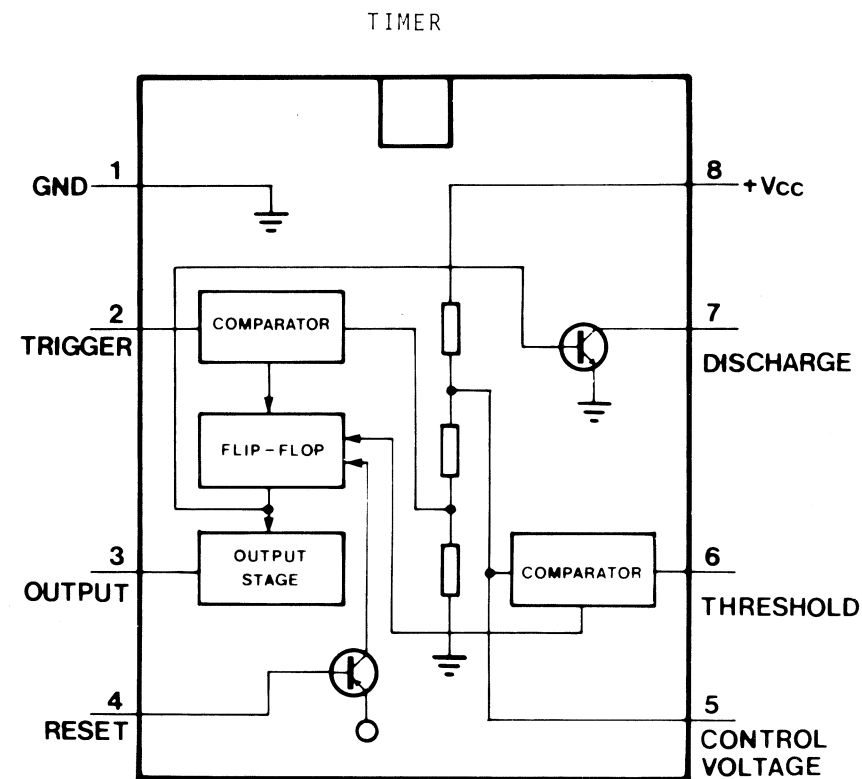 TIMER
1
GND
8
+Vcc
2
TRIGGER
COMPARATOR
7
DISCHARGE
FLIP-FLOP
3
OUTPUT
OUTPUT
STAGE
COMPARATOR
6
THRESHOLD
4
RESET
5
CONTROL
VOLTAGE